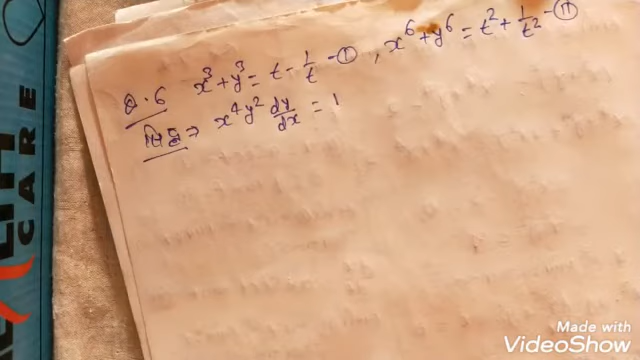 Q.6 x³ + y³ = t - 1/t - (I), x⁶ + y⁶ = t² + 1/t² - (II)
सिद्ध ⇒ x⁴y² dy/dx = 1
CARE
Made with
VideoShow